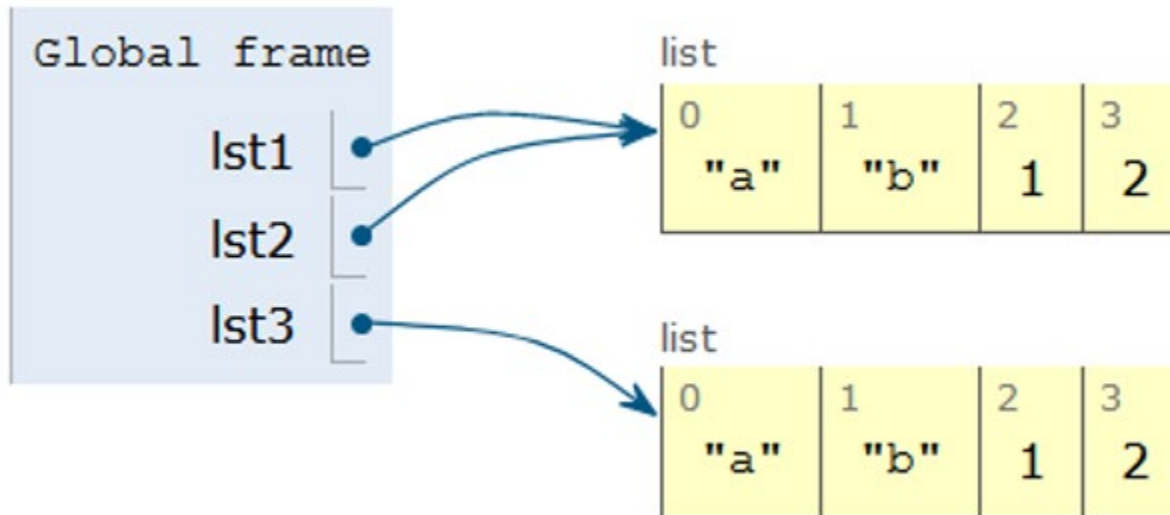 Global frame
lst1
lst2
lst3
list
0 1 2 3
"a" "b" 1 2
list
0 1 2 3
"a" "b" 1 2